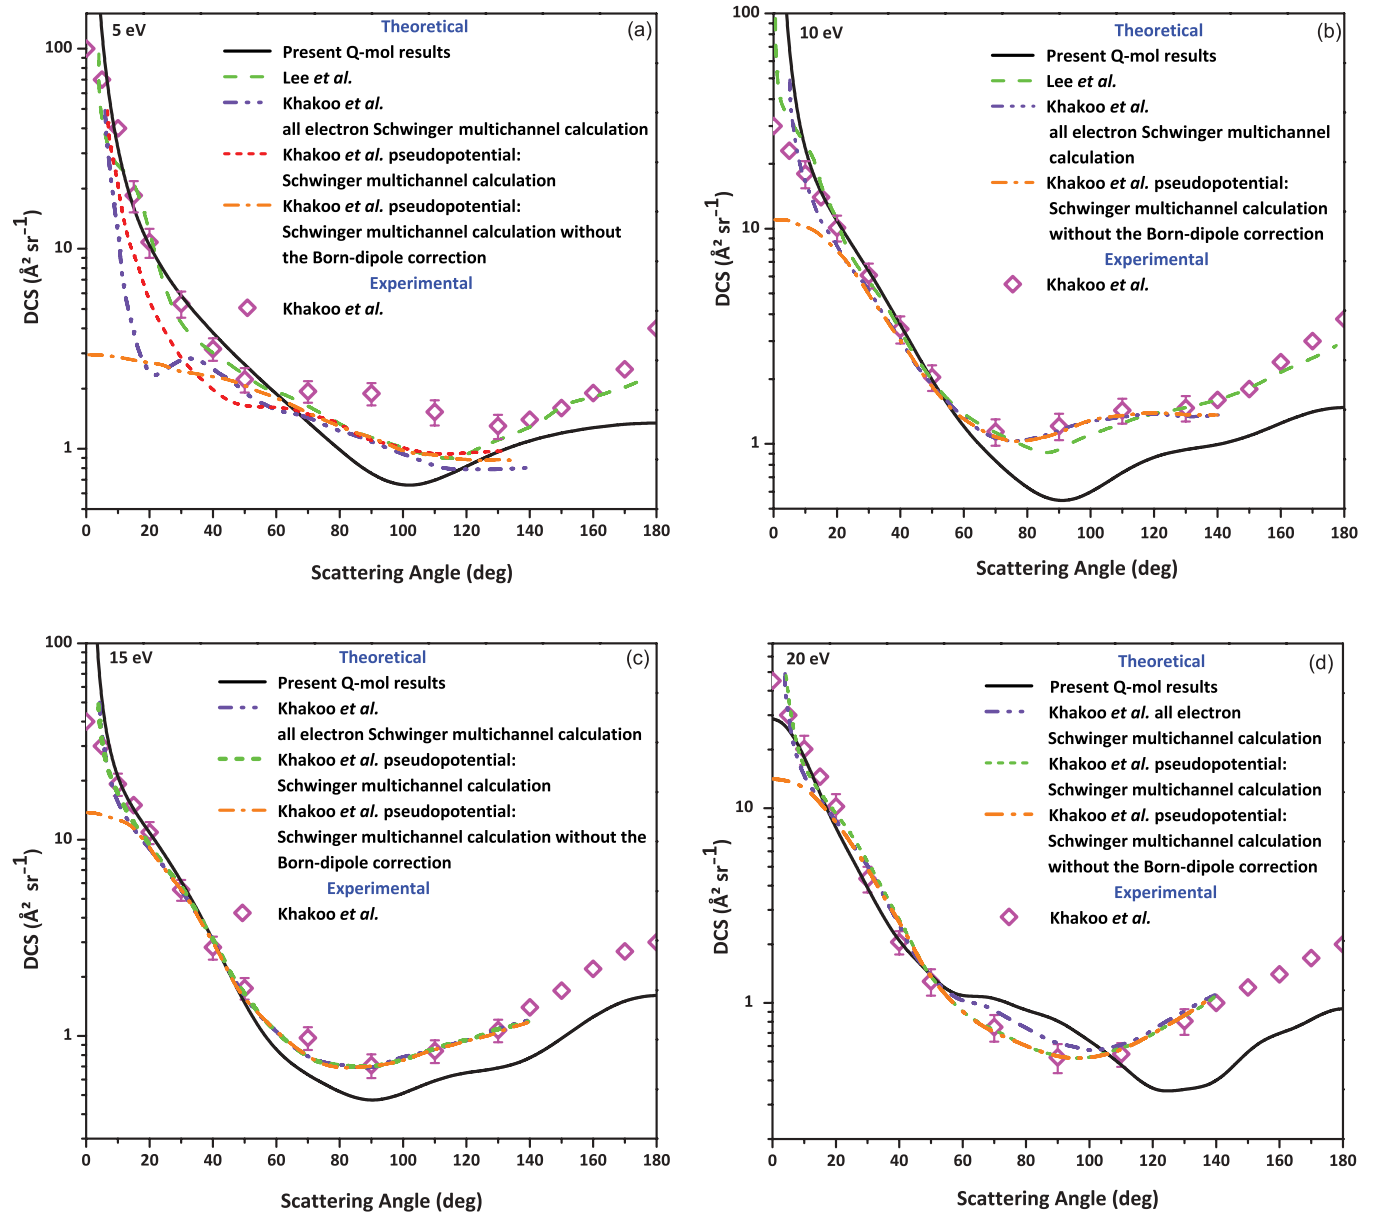 5 eV
(a)
Theoretical
Present Q-mol results
Lee et al.
Khakoo et al.
all electron Schwinger multichannel calculation
Khakoo et al. pseudopotential:
Schwinger multichannel calculation
Khakoo et al. pseudopotential:
Schwinger multichannel calculation without
the Born-dipole correction
Experimental
Khakoo et al.
100
10
1
DCS (Å² sr⁻¹)
0 20 40 60 80 100 120 140 160 180
Scattering Angle (deg)
10 eV
(b)
Theoretical
Present Q-mol results
Lee et al.
Khakoo et al.
all electron Schwinger multichannel
calculation
Khakoo et al. pseudopotential:
Schwinger multichannel calculation
without the Born-dipole correction
Experimental
Khakoo et al.
100
10
1
DCS (Å² sr⁻¹)
0 20 40 60 80 100 120 140 160 180
Scattering Angle (deg)
15 eV
(c)
Theoretical
Present Q-mol results
Khakoo et al.
all electron Schwinger multichannel calculation
Khakoo et al. pseudopotential:
Schwinger multichannel calculation
Khakoo et al. pseudopotential:
Schwinger multichannel calculation without the
Born-dipole correction
Experimental
Khakoo et al.
100
10
1
DCS (Å² sr⁻¹)
0 20 40 60 80 100 120 140 160 180
Scattering Angle (deg)
20 eV
(d)
Theoretical
Present Q-mol results
Khakoo et al. all electron
Schwinger multichannel calculation
Khakoo et al. pseudopotential:
Schwinger multichannel calculation
Khakoo et al. pseudopotential:
Schwinger multichannel calculation
without the Born-dipole correction
Experimental
Khakoo et al.
10
1
DCS (Å² sr⁻¹)
0 20 40 60 80 100 120 140 160 180
Scattering Angle (deg)